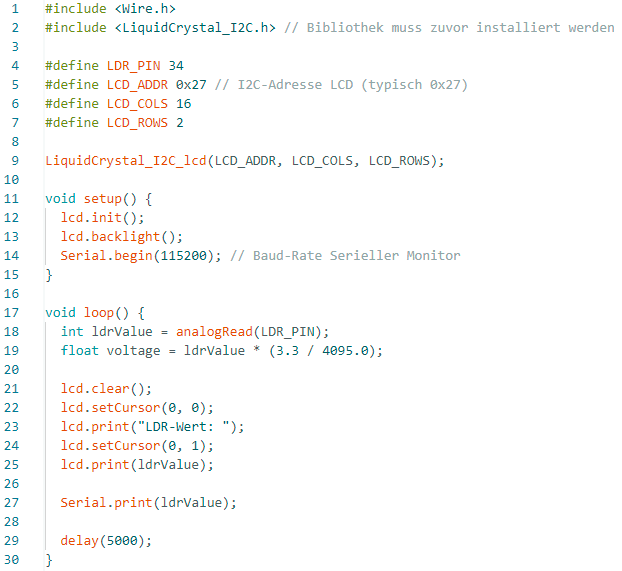 1 #include <Wire.h>
2 #include <LiquidCrystal_I2C.h> // Bibliothek muss zuvor installiert werden
3
4 #define LDR_PIN 34
5 #define LCD_ADDR 0x27 // I2C-Adresse LCD (typisch 0x27)
6 #define LCD_COLS 16
7 #define LCD_ROWS 2
8
9 LiquidCrystal_I2C_lcd(LCD_ADDR, LCD_COLS, LCD_ROWS);
10
11 void setup() {
12   lcd.init();
13   lcd.backlight();
14   Serial.begin(115200); // Baud-Rate Serieller Monitor
15 }
16
17 void loop() {
18   int ldrValue = analogRead(LDR_PIN);
19   float voltage = ldrValue * (3.3 / 4095.0);
20
21   lcd.clear();
22   lcd.setCursor(0, 0);
23   lcd.print("LDR-Wert: ");
24   lcd.setCursor(0, 1);
25   lcd.print(ldrValue);
26
27   Serial.print(ldrValue);
28
29   delay(5000);
30 }